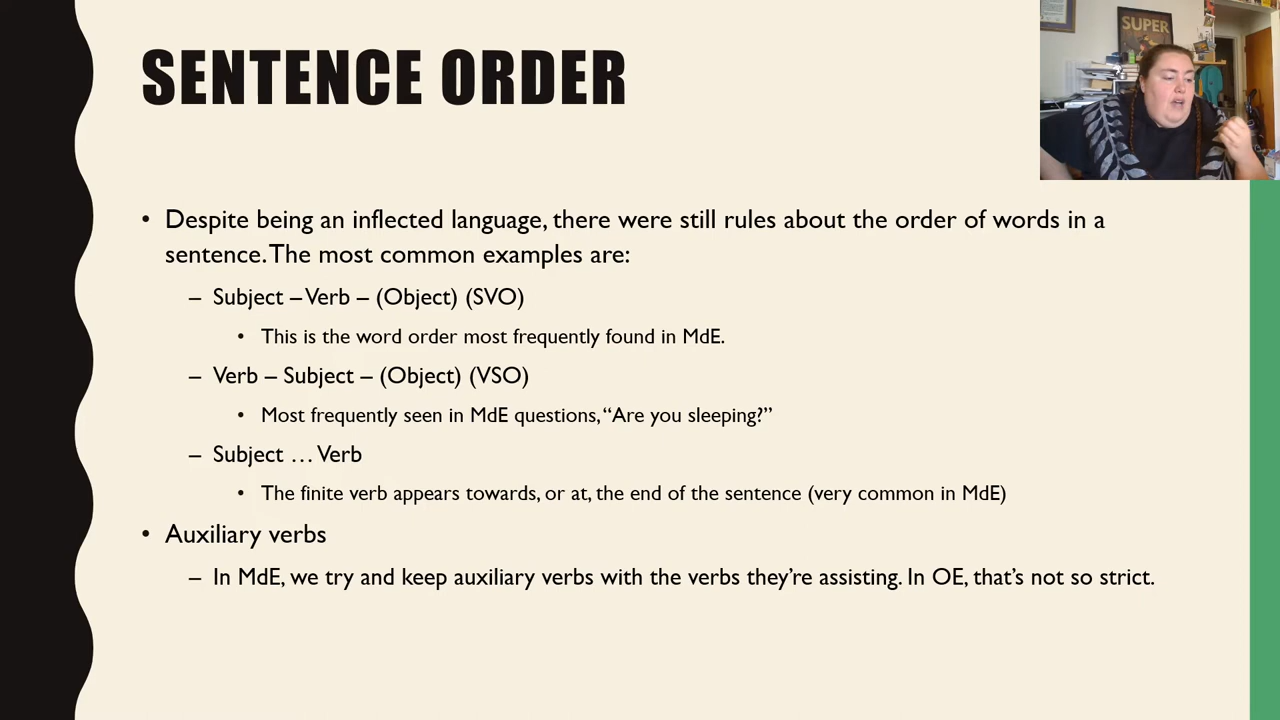 SENTENCE ORDER
SUPER
• Despite being an inflected language, there were still rules about the order of words in a
sentence. The most common examples are:
– Subject – Verb – (Object) (SVO)
• This is the word order most frequently found in MdE.
– Verb – Subject – (Object) (VSO)
• Most frequently seen in MdE questions, “Are you sleeping?”
– Subject … Verb
• The finite verb appears towards, or at, the end of the sentence (very common in MdE)
• Auxiliary verbs
– In MdE, we try and keep auxiliary verbs with the verbs they’re assisting. In OE, that’s not so strict.